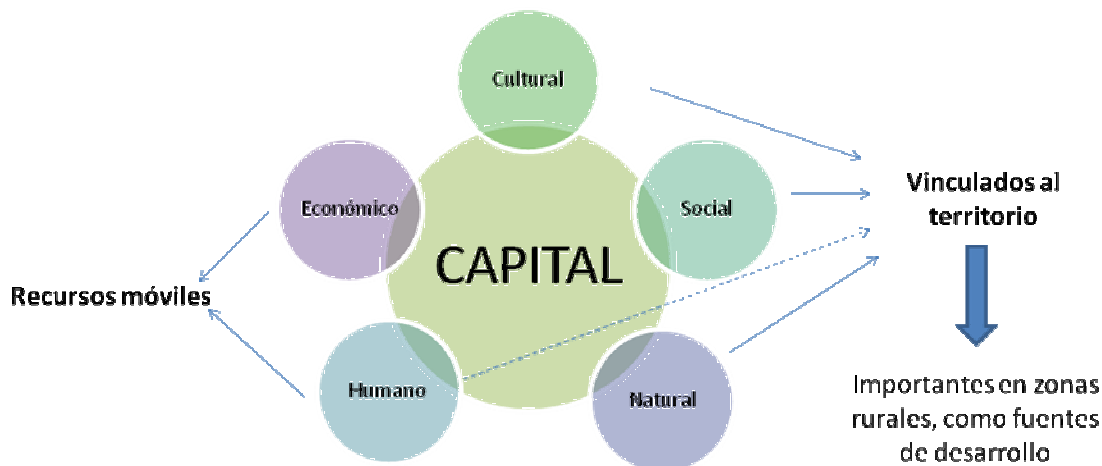 Cultural
Económico
Social
CAPITAL
Vinculados al
territorio
Recursos móviles
Humano
Natural
Importantes en zonas
rurales, como fuentes
de desarrollo